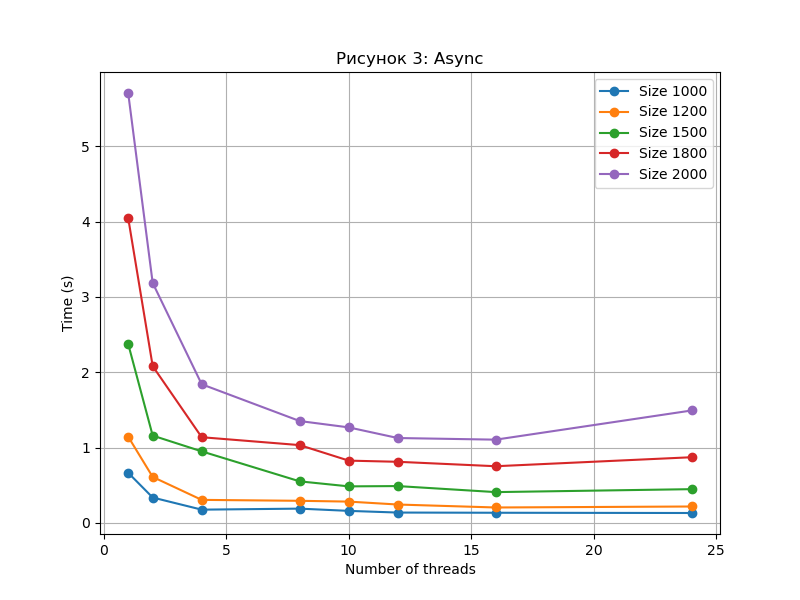 Рисунок 3: Async
Size 1000
Size 1200
Size 1500
Size 1800
Size 2000
5
4
3
2
1
0
Time (s)
0 5 10 15 20 25
Number of threads